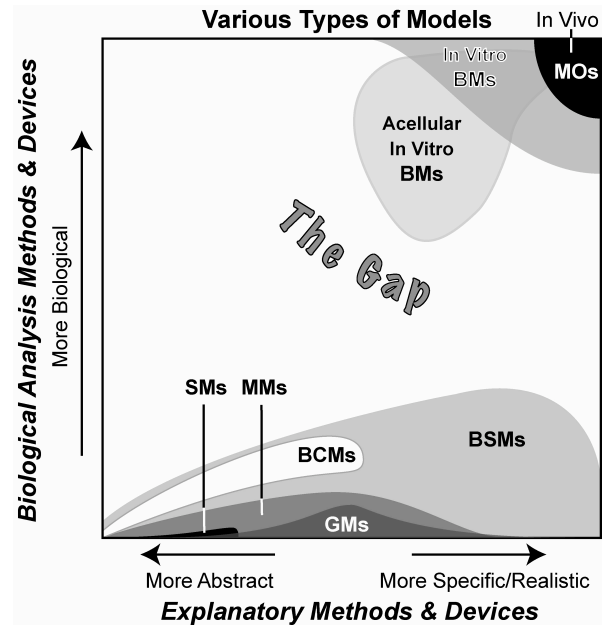 Various Types of Models
In Vivo
In Vitro
BMs
MOs
Acellular
In Vitro
BMs
Biological Analysis Methods & Devices
More Biological
The Gap
SMs
MMs
BCMs
BSMs
GMs
More Abstract
More Specific/Realistic
Explanatory Methods & Devices